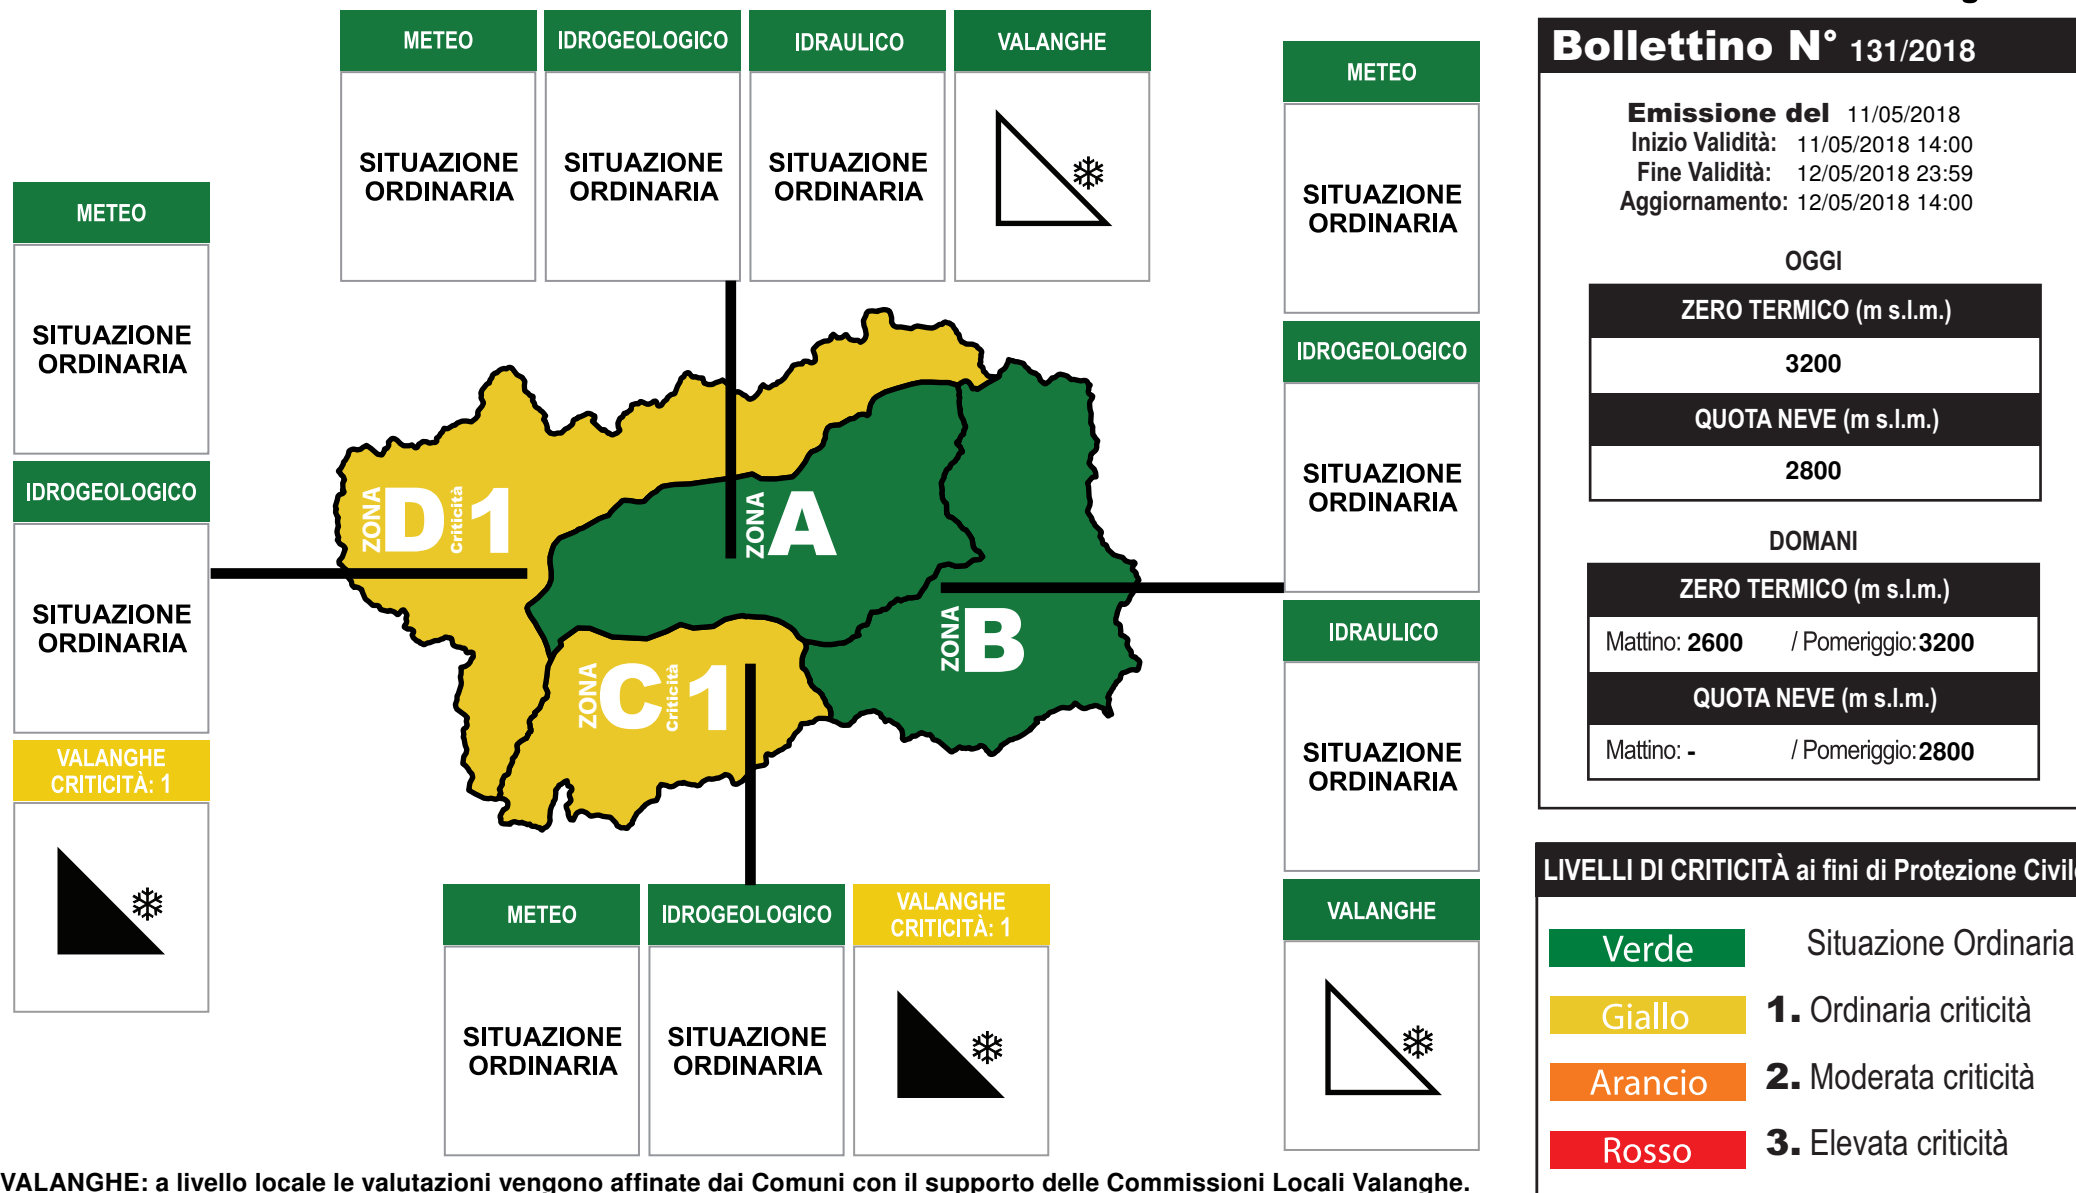 METEO
SITUAZIONE
ORDINARIA
IDROGEOLOGICO
SITUAZIONE
ORDINARIA
IDRAULICO
SITUAZIONE
ORDINARIA
VALANGHE
METEO
SITUAZIONE
ORDINARIA
IDROGEOLOGICO
SITUAZIONE
ORDINARIA
VALANGHE
CRITICITÀ: 1
ZONA D Criticità 1
ZONA A
ZONA B
ZONA C Criticità 1
METEO
SITUAZIONE
ORDINARIA
IDROGEOLOGICO
SITUAZIONE
ORDINARIA
VALANGHE
CRITICITÀ: 1
METEO
SITUAZIONE
ORDINARIA
IDROGEOLOGICO
SITUAZIONE
ORDINARIA
IDRAULICO
SITUAZIONE
ORDINARIA
VALANGHE
Bollettino N° 131/2018
Emissione del 11/05/2018
Inizio Validità: 11/05/2018 14:00
Fine Validità: 12/05/2018 23:59
Aggiornamento: 12/05/2018 14:00
OGGI
ZERO TERMICO (m s.l.m.)
3200
QUOTA NEVE (m s.l.m.)
2800
DOMANI
ZERO TERMICO (m s.l.m.)
Mattino: 2600 / Pomeriggio: 3200
QUOTA NEVE (m s.l.m.)
Mattino: - / Pomeriggio: 2800
LIVELLI DI CRITICITÀ ai fini di Protezione Civile
Verde Situazione Ordinaria
Giallo 1. Ordinaria criticità
Arancio 2. Moderata criticità
Rosso 3. Elevata criticità
VALANGHE: a livello locale le valutazioni vengono affinate dai Comuni con il supporto delle Commissioni Locali Valanghe.